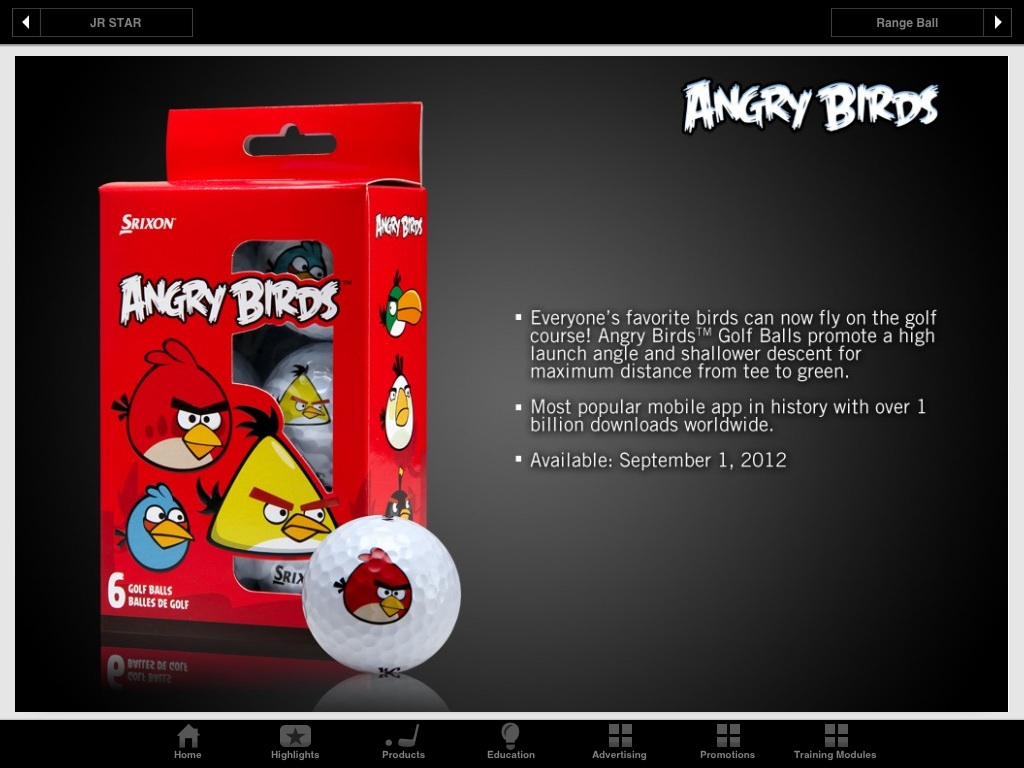 JR STAR
Range Ball
ANGRY BIRDS
SRIXON
ANGRY BIRDS
ANGRY BIRDS™
6 GOLF BALLS
BALLES DE GOLF
▪ Everyone's favorite birds can now fly on the golf
course! Angry Birds™ Golf Balls promote a high
launch angle and shallower descent for
maximum distance from tee to green.
▪ Most popular mobile app in history with over 1
billion downloads worldwide.
▪ Available: September 1, 2012
Home
Highlights
Products
Education
Advertising
Promotions
Training Modules